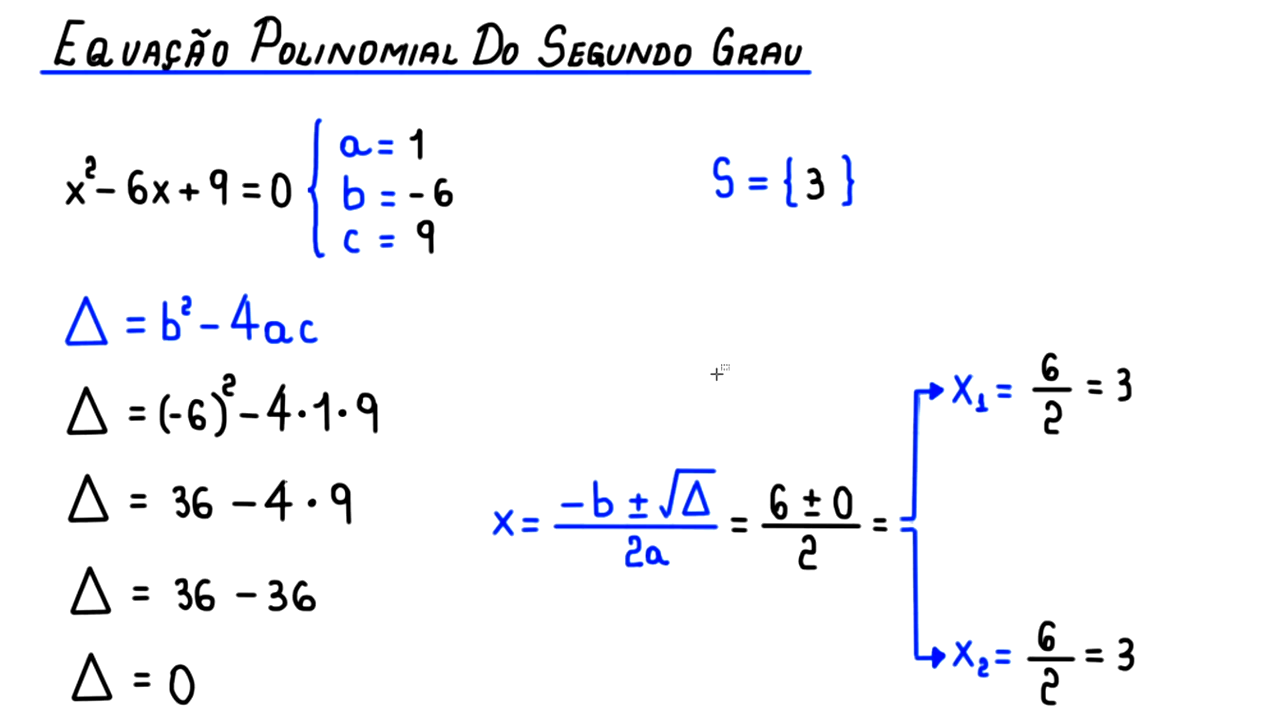 EQUAÇÃO POLINOMIAL DO SEGUNDO GRAU
x² - 6x + 9 = 0 { a = 1
b = -6
c = 9
S = { 3 }
Δ = b² - 4ac
Δ = (-6)² - 4 · 1 · 9
Δ = 36 - 4 · 9
Δ = 36 - 36
Δ = 0
x = (-b ± √Δ)/2a = (6 ± 0)/2 = =
x₁ = 6/2 = 3
x₂ = 6/2 = 3